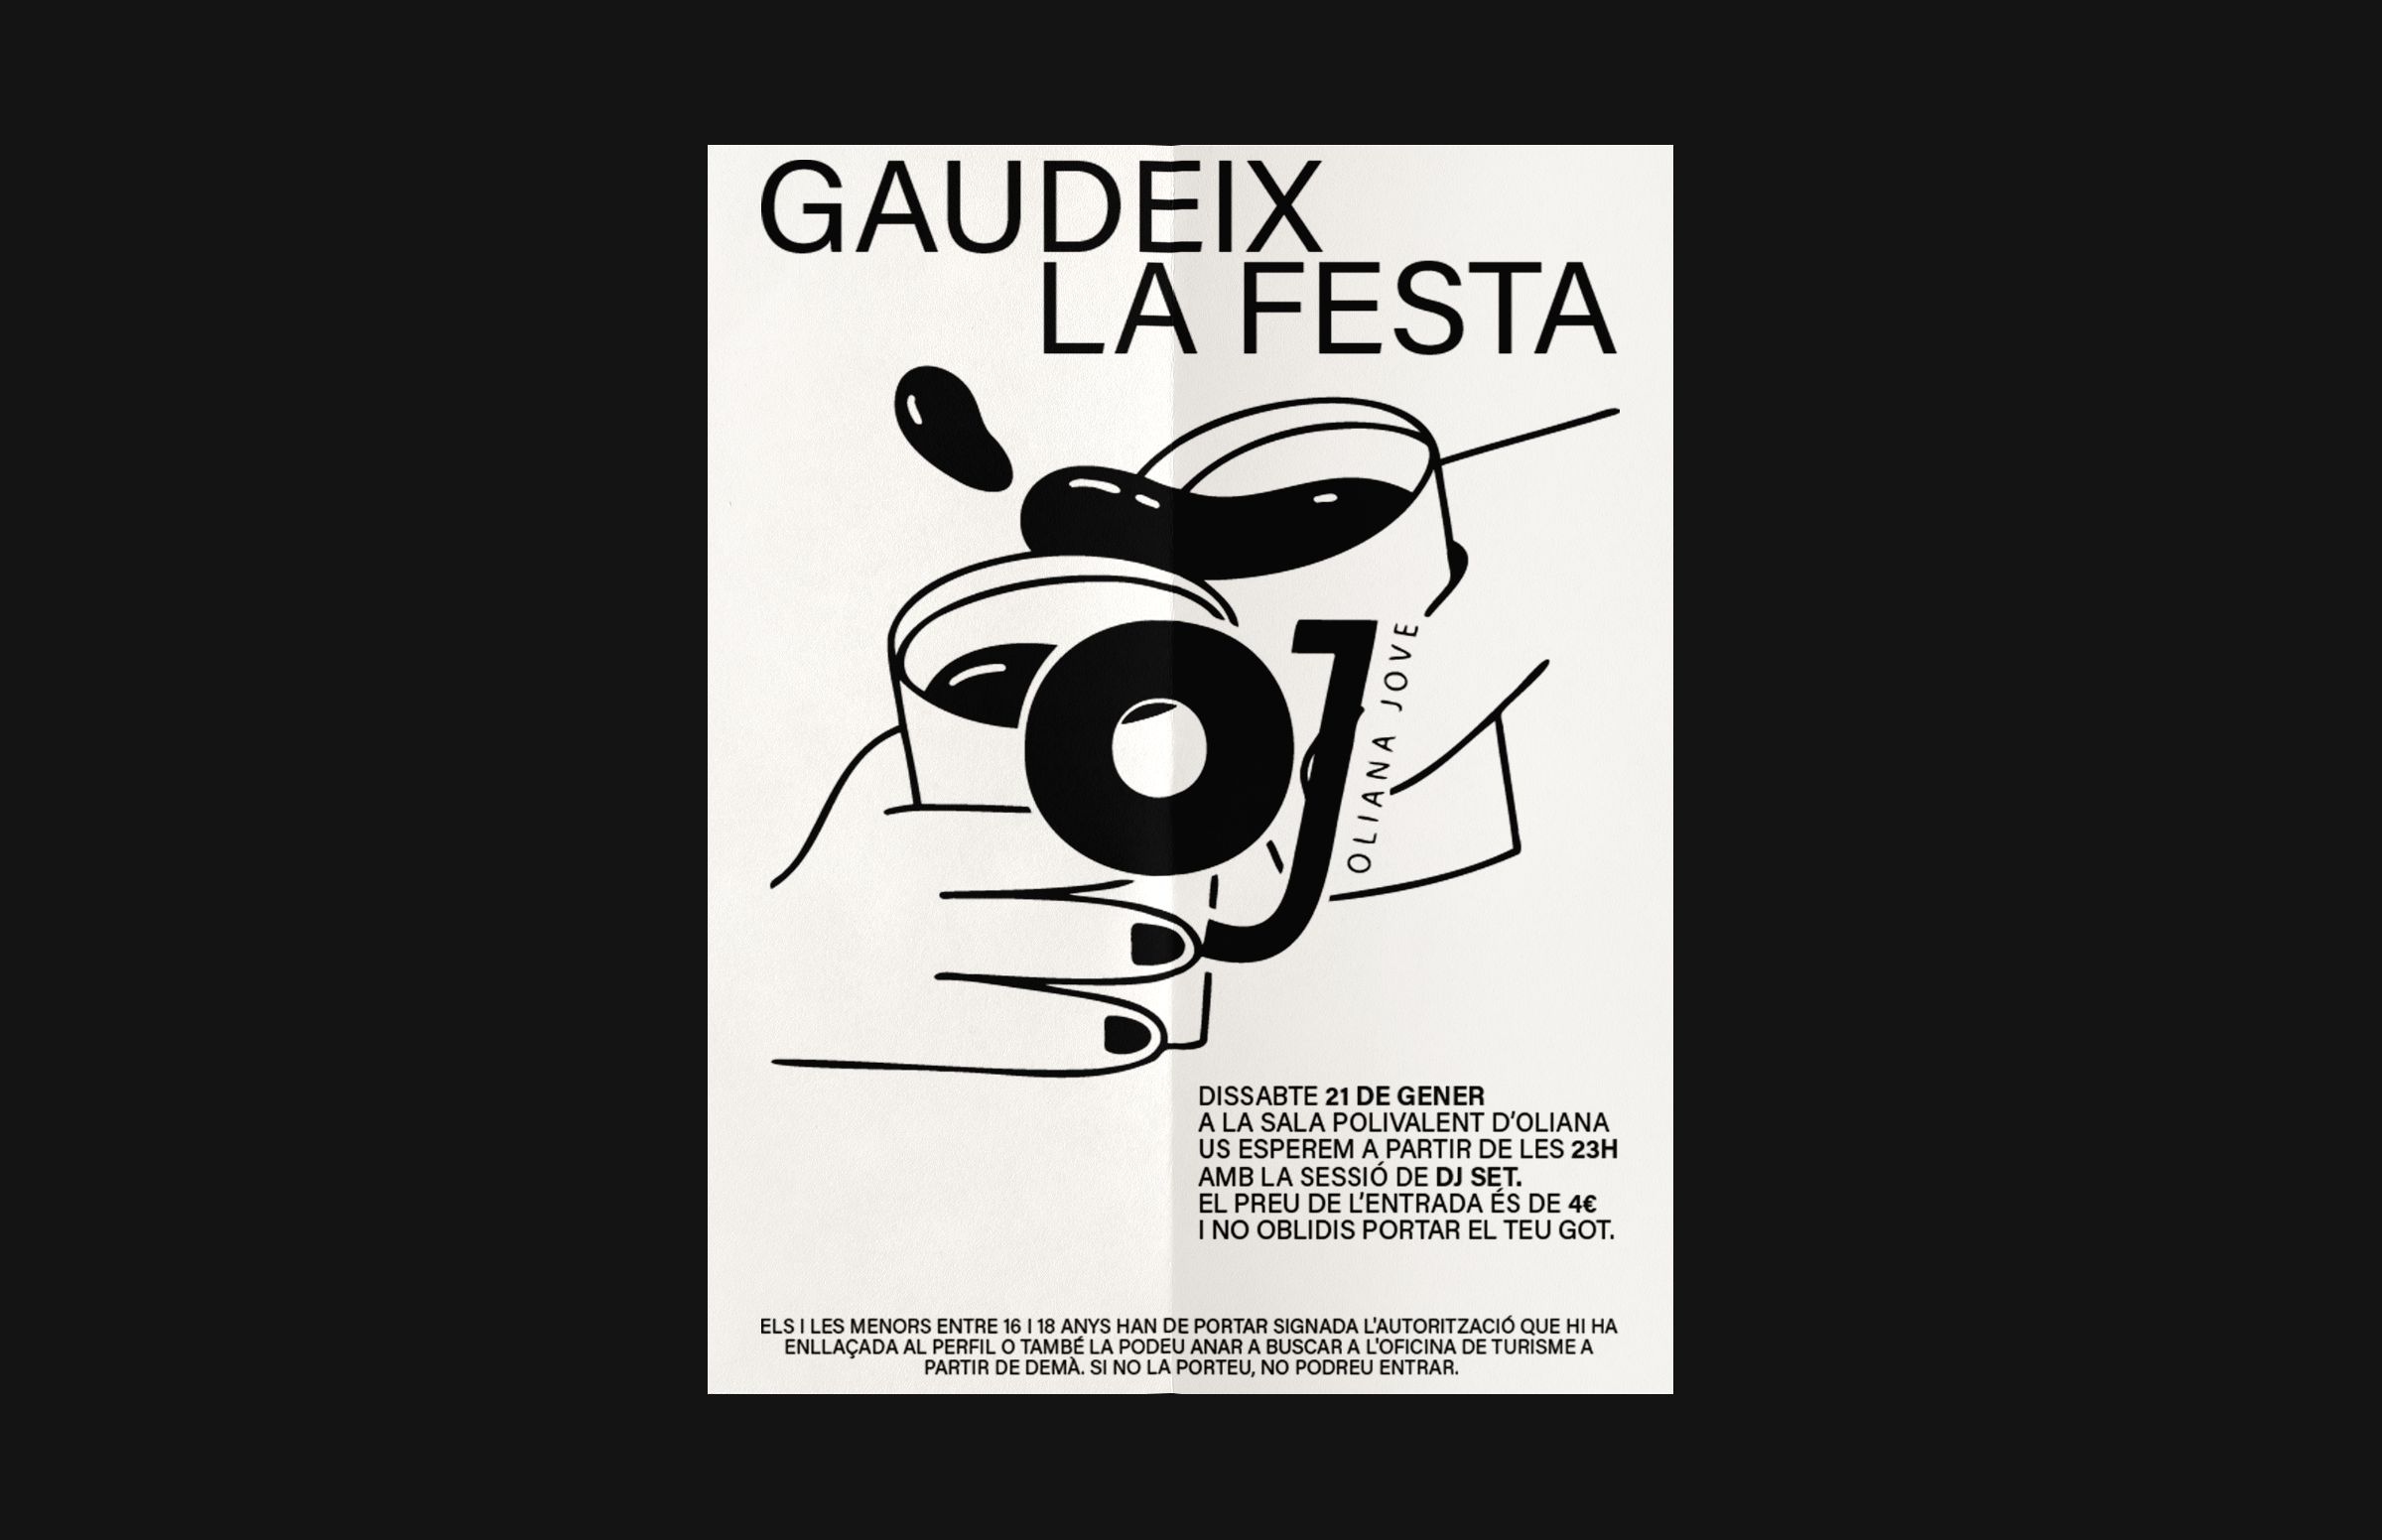 GAUDEIX
LA FESTA
OJ
OLIANA JOVE
DISSABTE 21 DE GENER
A LA SALA POLIVALENT D'OLIANA
US ESPEREM A PARTIR DE LES 23H
AMB LA SESSIÓ DE DJ SET.
EL PREU DE L'ENTRADA ÉS DE 4€
I NO OBLIDIS PORTAR EL TEU GOT.
ELS I LES MENORS ENTRE 16 I 18 ANYS HAN DE PORTAR SIGNADA L'AUTORITZACIÓ QUE HI HA
ENLLAÇADA AL PERFIL O TAMBÉ LA PODEU ANAR A BUSCAR A L'OFICINA DE TURISME A
PARTIR DE DEMÀ. SI NO LA PORTEU, NO PODREU ENTRAR.